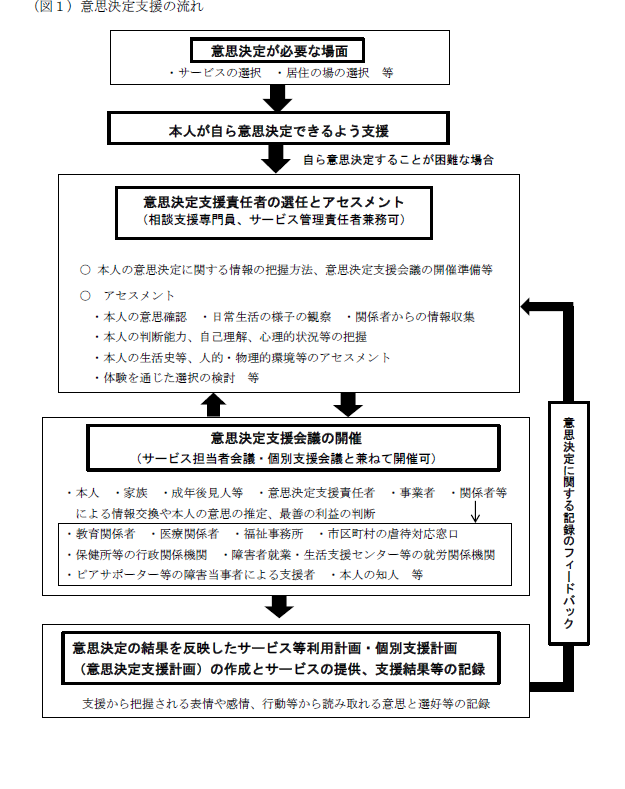 （図１）意思決定支援の流れ
意思決定が必要な場面
・サービスの選択　・居住の場の選択　等
本人が自ら意思決定できるよう支援
自ら意思決定することが困難な場合
意思決定支援責任者の選任とアセスメント
（相談支援専門員、サービス管理責任者兼務可）
○ 本人の意思決定に関する情報の把握方法、意思決定支援会議の開催準備等
○　アセスメント
・本人の意思確認　・日常生活の様子の観察　・関係者からの情報収集
・本人の判断能力、自己理解、心理的状況等の把握
・本人の生活史等、人的・物理的環境等のアセスメント
・体験を通じた選択の検討　等
意思決定支援会議の開催
（サービス担当者会議・個別支援会議と兼ねて開催可）
・本人　・家族　・成年後見人等　・意思決定支援責任者　・事業者　・関係者等
による情報交換や本人の意思の推定、最善の利益の判断
・教育関係者　・医療関係者　・福祉事務所　・市区町村の虐待対応窓口
・保健所等の行政関係機関　・障害者就業・生活支援センター等の就労関係機関
・ピアサポーター等の障害当事者による支援者　・本人の知人　等
意思決定の結果を反映したサービス等利用計画・個別支援計画
（意思決定支援計画）の作成とサービスの提供、支援結果等の記録
支援から把握される表情や感情、行動等から読み取れる意思と選好等の記録
意思決定に関する記録のフィードバック